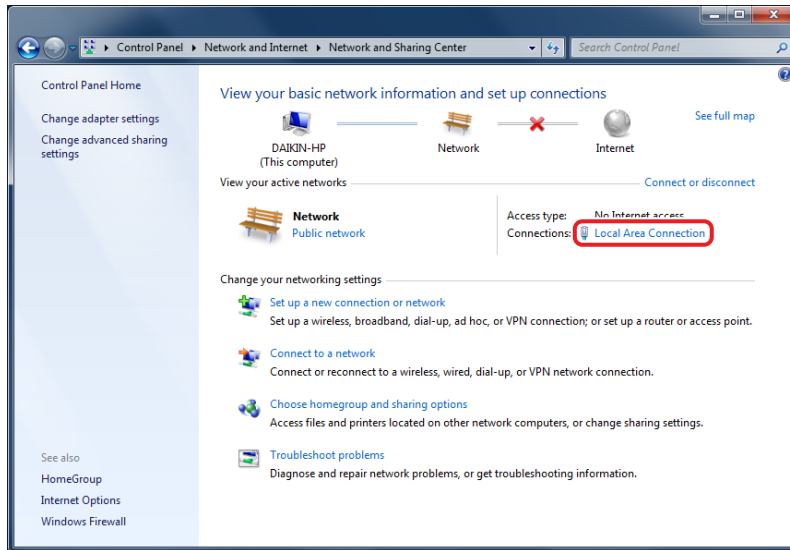 Control Panel ▸ Network and Internet ▸ Network and Sharing Center
Search Control Panel
Control Panel Home
Change adapter settings
Change advanced sharing
settings
See also
HomeGroup
Internet Options
Windows Firewall
View your basic network information and set up connections
See full map
DAIKIN-HP
(This computer)
Network
Internet
View your active networks
Connect or disconnect
Network
Public network
Access type: No Internet access
Connections: Local Area Connection
Change your networking settings
Set up a new connection or network
Set up a wireless, broadband, dial-up, ad hoc, or VPN connection; or set up a router or access point.
Connect to a network
Connect or reconnect to a wireless, wired, dial-up, or VPN network connection.
Choose homegroup and sharing options
Access files and printers located on other network computers, or change sharing settings.
Troubleshoot problems
Diagnose and repair network problems, or get troubleshooting information.